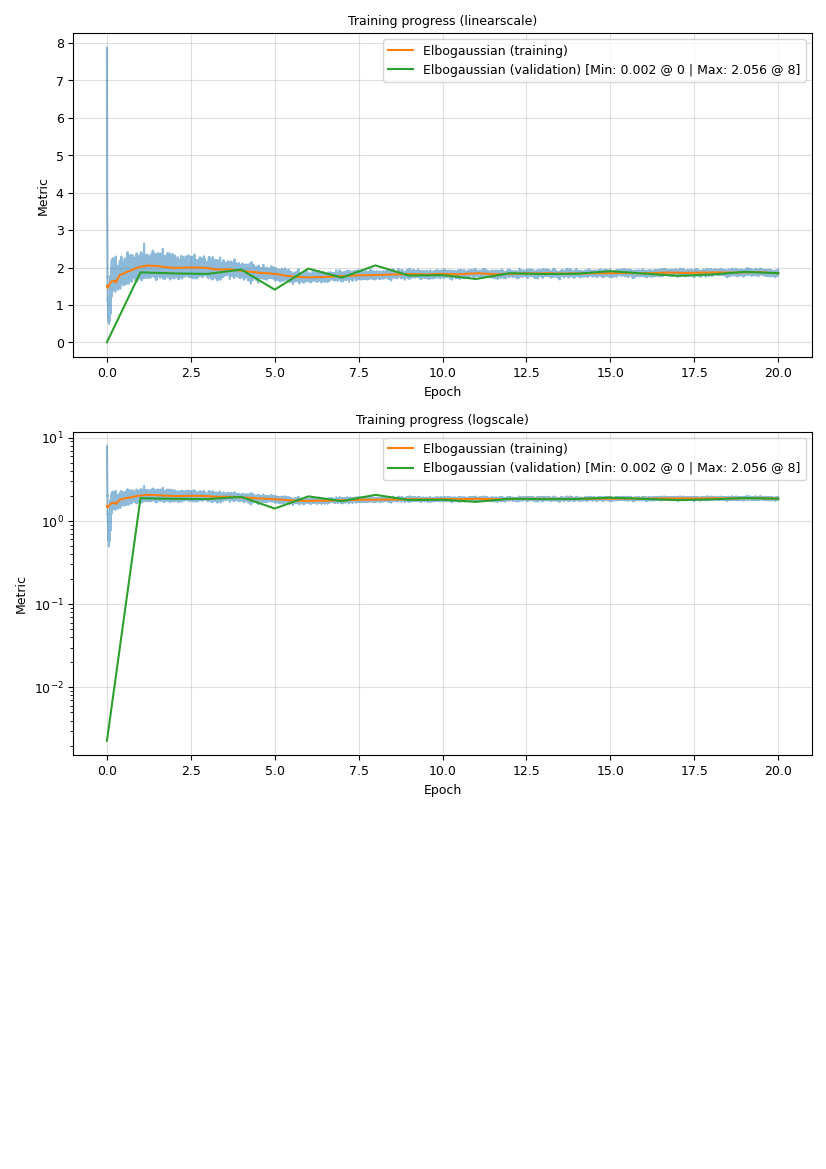 Training progress (linearscale)
Elbogaussian (training)
Elbogaussian (validation) [Min: 0.002 @ 0 | Max: 2.056 @ 8]
8
7
6
5
4
3
2
1
0
Metric
0.0 2.5 5.0 7.5 10.0 12.5 15.0 17.5 20.0
Epoch
Training progress (logscale)
Elbogaussian (training)
Elbogaussian (validation) [Min: 0.002 @ 0 | Max: 2.056 @ 8]
10¹
10⁰
10⁻¹
10⁻²
Metric
0.0 2.5 5.0 7.5 10.0 12.5 15.0 17.5 20.0
Epoch